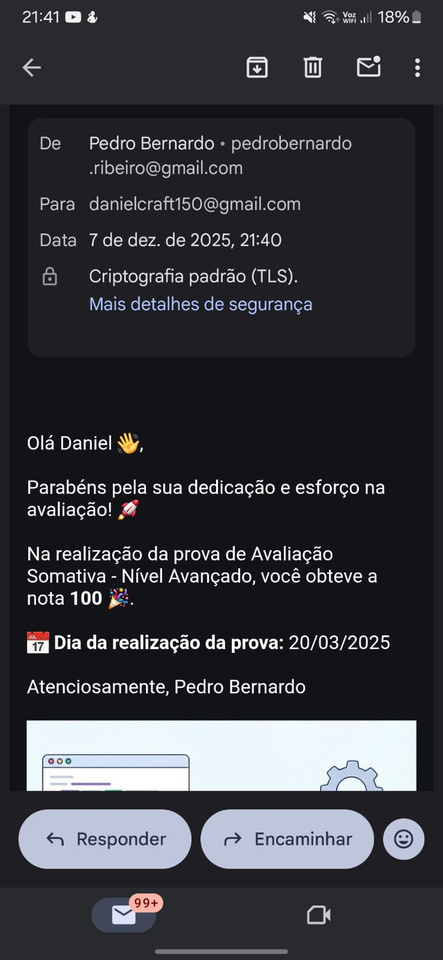 21:41
Voz
WIFI
18%
De Pedro Bernardo • pedrobernardo
.ribeiro@gmail.com
Para danielcraft150@gmail.com
Data 7 de dez. de 2025, 21:40
Criptografia padrão (TLS).
Mais detalhes de segurança
Olá Daniel 👋,
Parabéns pela sua dedicação e esforço na
avaliação! 🚀
Na realização da prova de Avaliação
Somativa - Nível Avançado, você obteve a
nota 100 🎉.
📅 Dia da realização da prova: 20/03/2025
Atenciosamente, Pedro Bernardo
Responder
Encaminhar
99+